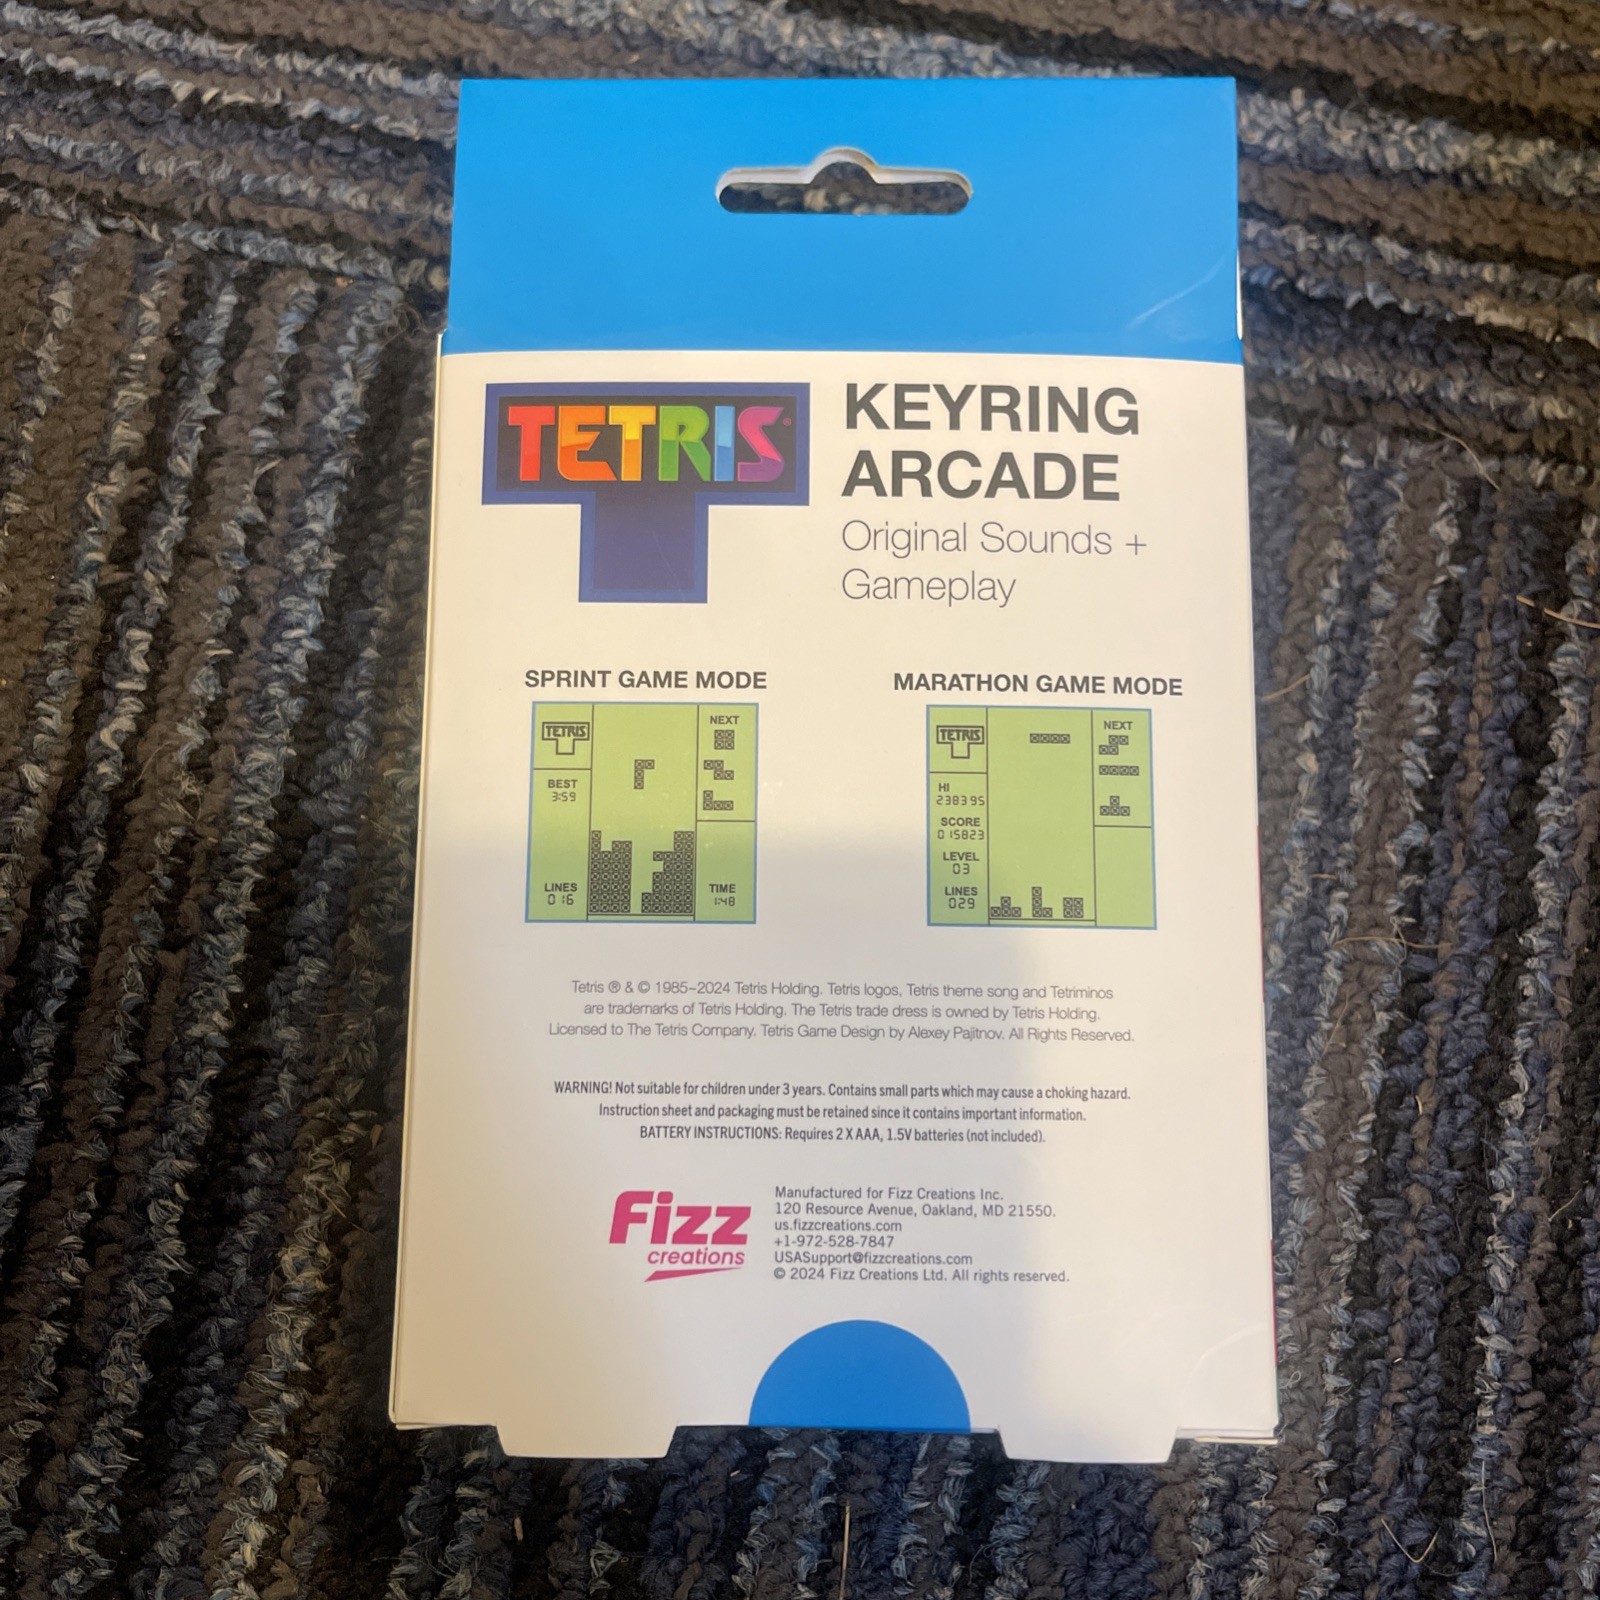 TETRIS®
KEYRING
ARCADE
Original Sounds +
Gameplay
SPRINT GAME MODE
TETRIS
BEST
3:59
LINES
016
NEXT
TIME
1:48
MARATHON GAME MODE
TETRIS
HI
238395
SCORE
015823
LEVEL
03
LINES
029
NEXT
Tetris ® & © 1985~2024 Tetris Holding. Tetris logos, Tetris theme song and Tetriminos
are trademarks of Tetris Holding. The Tetris trade dress is owned by Tetris Holding.
Licensed to The Tetris Company. Tetris Game Design by Alexey Pajitnov. All Rights Reserved.
WARNING! Not suitable for children under 3 years. Contains small parts which may cause a choking hazard.
Instruction sheet and packaging must be retained since it contains important information.
BATTERY INSTRUCTIONS: Requires 2 X AAA, 1.5V batteries (not included).
Fizz
creations
Manufactured for Fizz Creations Inc.
120 Resource Avenue, Oakland, MD 21550.
us.fizzcreations.com
+1-972-528-7847
USASupport@fizzcreations.com
© 2024 Fizz Creations Ltd. All rights reserved.